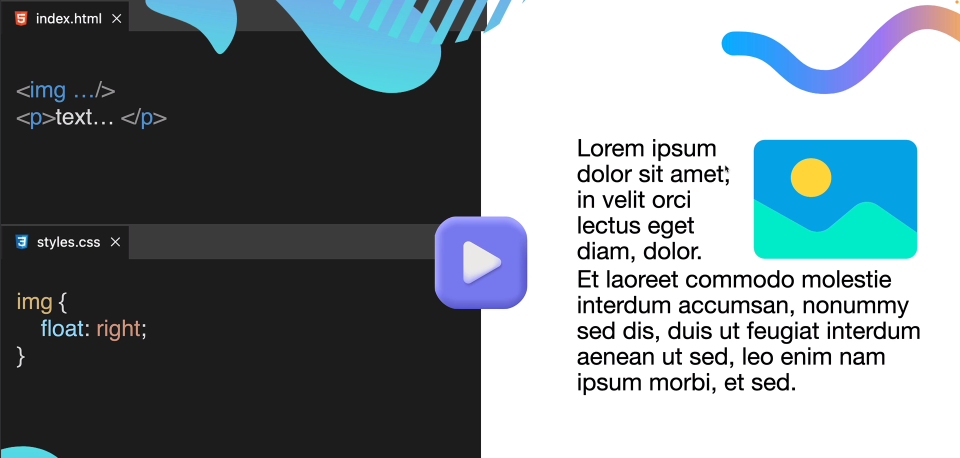 index.html
<img …/>
<p>text… </p>
styles.css
img {
float: right;
}
Lorem ipsum
dolor sit amet,
in velit orci
lectus eget
diam, dolor.
Et laoreet commodo molestie
interdum accumsan, nonummy
sed dis, duis ut feugiat interdum
aenean ut sed, leo enim nam
ipsum morbi, et sed.